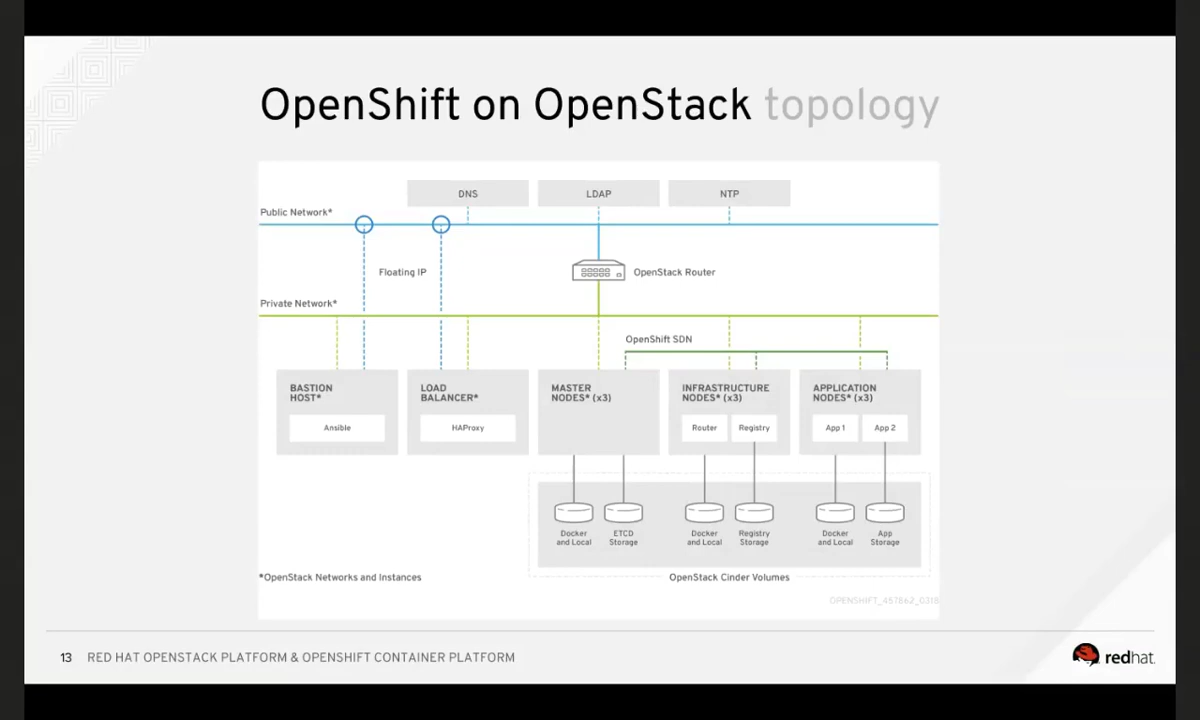 OpenShift on OpenStack topology
DNS
LDAP
NTP
Public Network*
Floating IP
OpenStack Router
Private Network*
OpenShift SDN
BASTION
HOST*
Ansible
LOAD
BALANCER*
HAProxy
MASTER
NODES* (x3)
INFRASTRUCTURE
NODES* (x3)
Router
Registry
APPLICATION
NODES* (x3)
App 1
App 2
Docker
and Local
ETCD
Storage
Docker
and Local
Registry
Storage
Docker
and Local
App
Storage
*OpenStack Networks and Instances
OpenStack Cinder Volumes
OPENSHIFT_457862_0318
13 RED HAT OPENSTACK PLATFORM & OPENSHIFT CONTAINER PLATFORM
redhat.